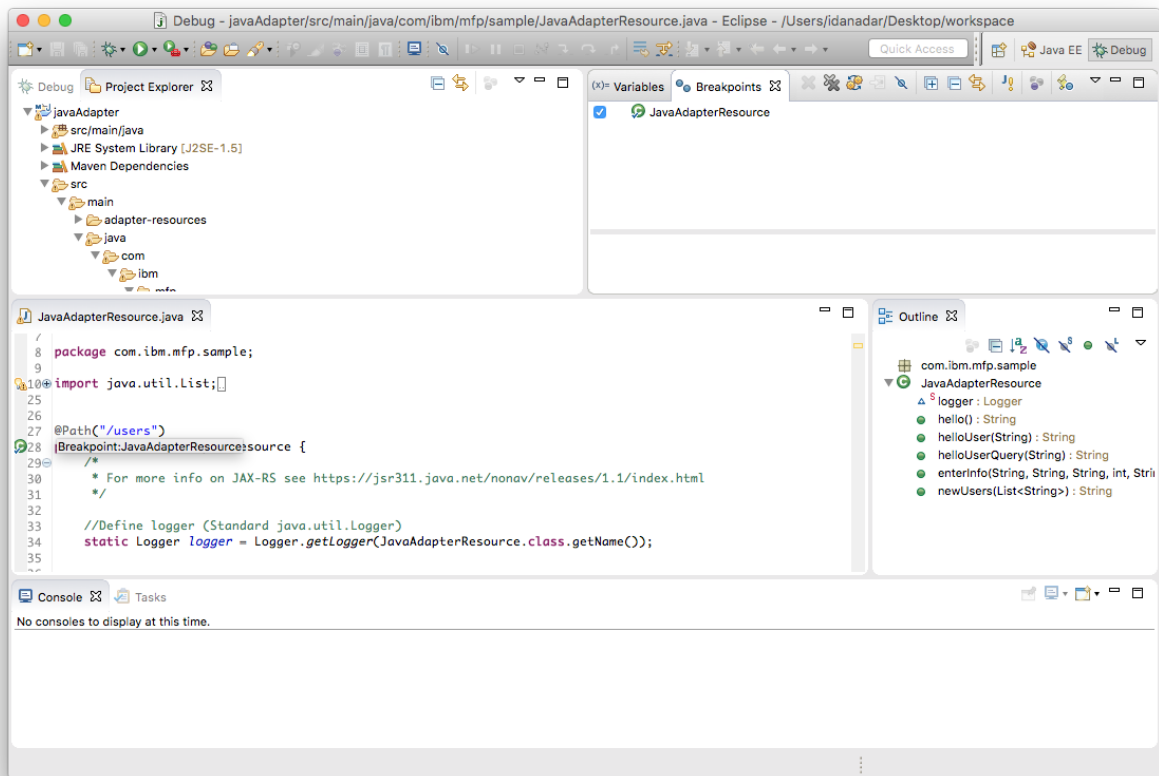 Debug - javaAdapter/src/main/java/com/ibm/mfp/sample/JavaAdapterResource.java - Eclipse - /Users/idanadar/Desktop/workspace
Quick Access
Java EE
Debug
Debug
Project Explorer
javaAdapter
src/main/java
JRE System Library [J2SE-1.5]
Maven Dependencies
src
main
adapter-resources
java
com
ibm
mfp
(x)= Variables
Breakpoints
JavaAdapterResource
JavaAdapterResource.java
7
8 package com.ibm.mfp.sample;
9
10 import java.util.List;
25
26
27 @Path("/users")
28 Breakpoint:JavaAdapterResource source {
29 /*
30 * For more info on JAX-RS see https://jsr311.java.net/nonav/releases/1.1/index.html
31 */
32
33 //Define logger (Standard java.util.Logger)
34 static Logger logger = Logger.getLogger(JavaAdapterResource.class.getName());
35
Outline
com.ibm.mfp.sample
JavaAdapterResource
S logger : Logger
hello() : String
helloUser(String) : String
helloUserQuery(String) : String
enterInfo(String, String, String, int, Stri
newUsers(List<String>) : String
Console
Tasks
No consoles to display at this time.